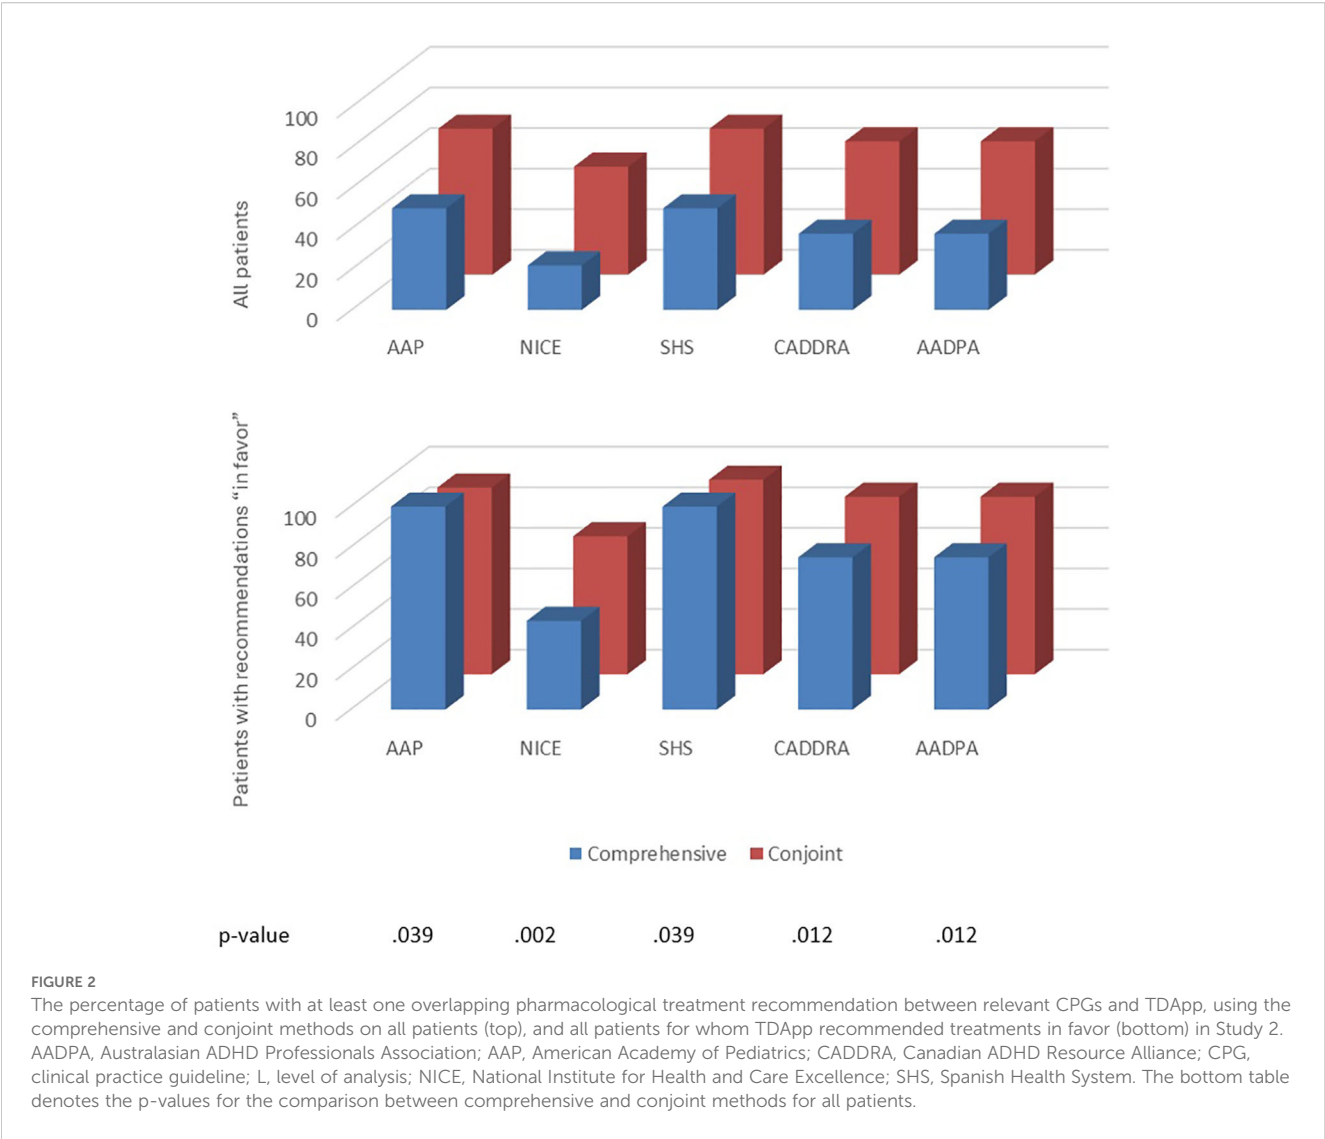 100
80
60
40
20
0
All patients
AAP NICE SHS CADDRA AADPA
100
80
60
40
20
0
Patients with recommendations “in favor”
AAP NICE SHS CADDRA AADPA
Comprehensive Conjoint
p-value .039 .002 .039 .012 .012
FIGURE 2
The percentage of patients with at least one overlapping pharmacological treatment recommendation between relevant CPGs and TDApp, using the
comprehensive and conjoint methods on all patients (top), and all patients for whom TDApp recommended treatments in favor (bottom) in Study 2.
AADPA, Australasian ADHD Professionals Association; AAP, American Academy of Pediatrics; CADDRA, Canadian ADHD Resource Alliance; CPG,
clinical practice guideline; L, level of analysis; NICE, National Institute for Health and Care Excellence; SHS, Spanish Health System. The bottom table
denotes the p-values for the comparison between comprehensive and conjoint methods for all patients.